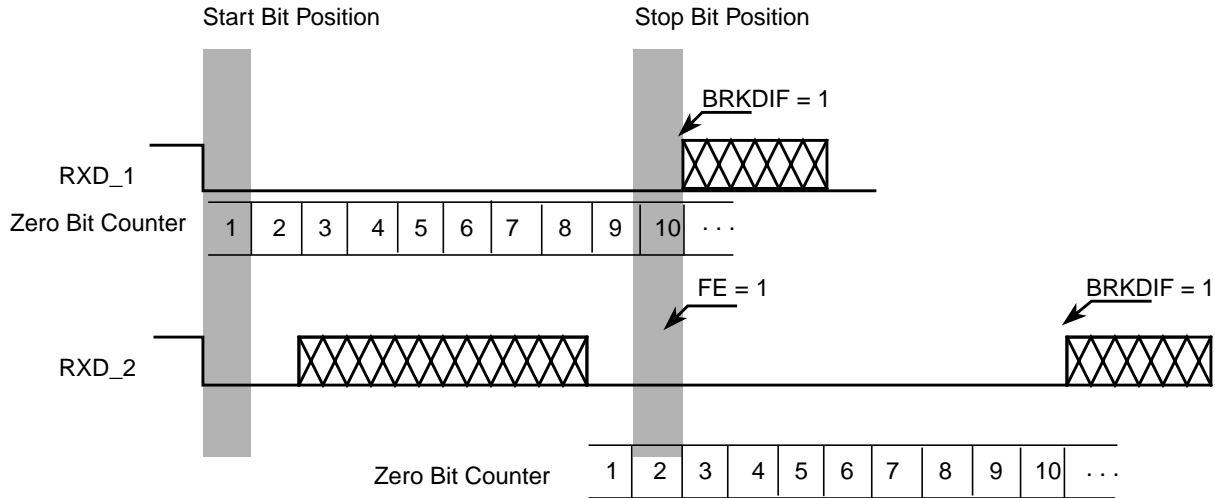 Start Bit Position Stop Bit Position
BRKDIF = 1
RXD_1
Zero Bit Counter 1 2 3 4 5 6 7 8 9 10 . . .
FE = 1 BRKDIF = 1
RXD_2
Zero Bit Counter 1 2 3 4 5 6 7 8 9 10 . . .